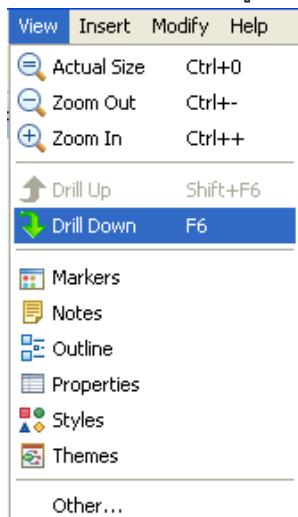 View Insert Modify Help
Actual Size Ctrl+0
Zoom Out Ctrl+-
Zoom In Ctrl++
Drill Up Shift+F6
Drill Down F6
Markers
Notes
Outline
Properties
Styles
Themes
Other...